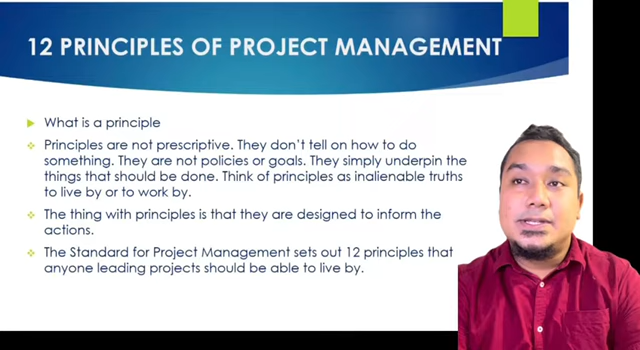 12 PRINCIPLES OF PROJECT MANAGEMENT
What is a principle
Principles are not prescriptive. They don't tell on how to do
something. They are not policies or goals. They simply underpin the
things that should be done. Think of principles as inalienable truths
to live by or to work by.
The thing with principles is that they are designed to inform the
actions.
The Standard for Project Management sets out 12 principles that
anyone leading projects should be able to live by.